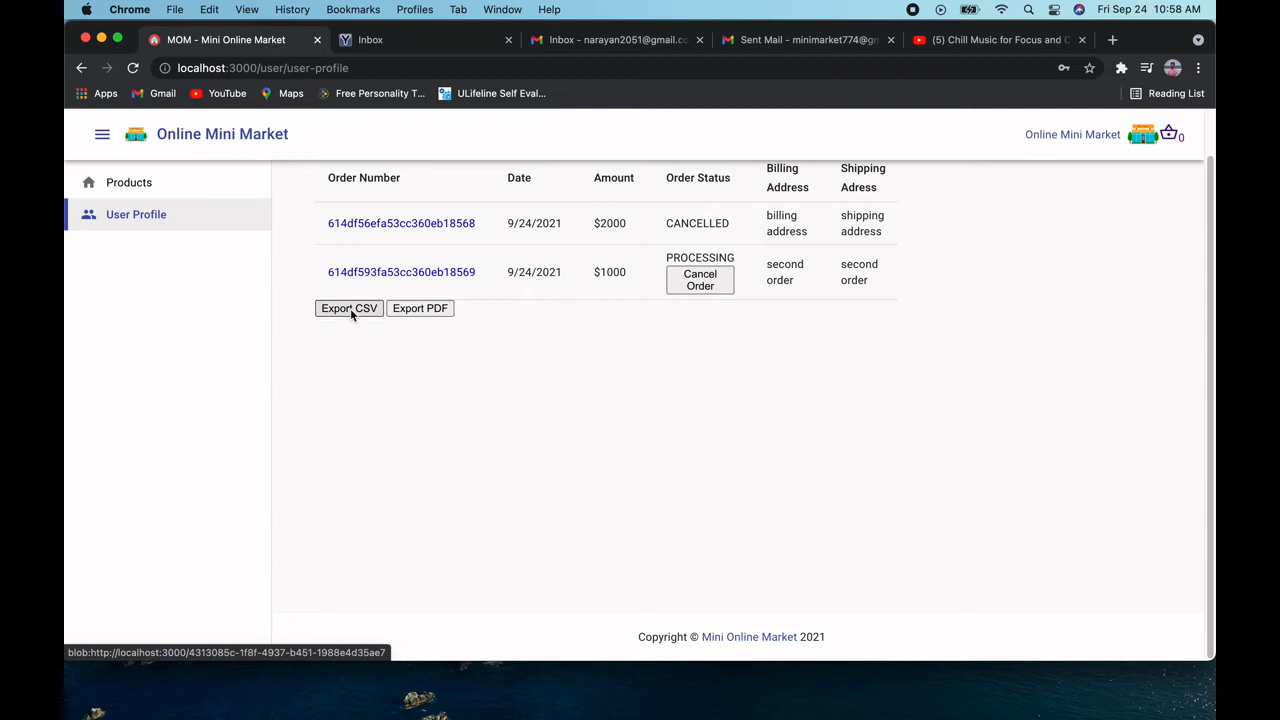 Chrome File Edit View History Bookmarks Profiles Tab Window Help Fri Sep 24 10:58 AM
MOM - Mini Online Market Inbox Inbox - narayan2051@gmail.co Sent Mail - minimarket774@gm (5) Chill Music for Focus and C
localhost:3000/user/user-profile
Apps Gmail YouTube Maps Free Personality T... ULifeline Self Eval... Reading List
Online Mini Market Online Mini Market 0
Products
User Profile
Order Number Date Amount Order Status Billing Address Shipping Adress
614df56efa53cc360eb18568 9/24/2021 $2000 CANCELLED billing address shipping address
614df593fa53cc360eb18569 9/24/2021 $1000 PROCESSING Cancel Order second order second order
Export CSV Export PDF
Copyright © Mini Online Market 2021
blob:http://localhost:3000/4313085c-1f8f-4937-b451-1988e4d35ae7